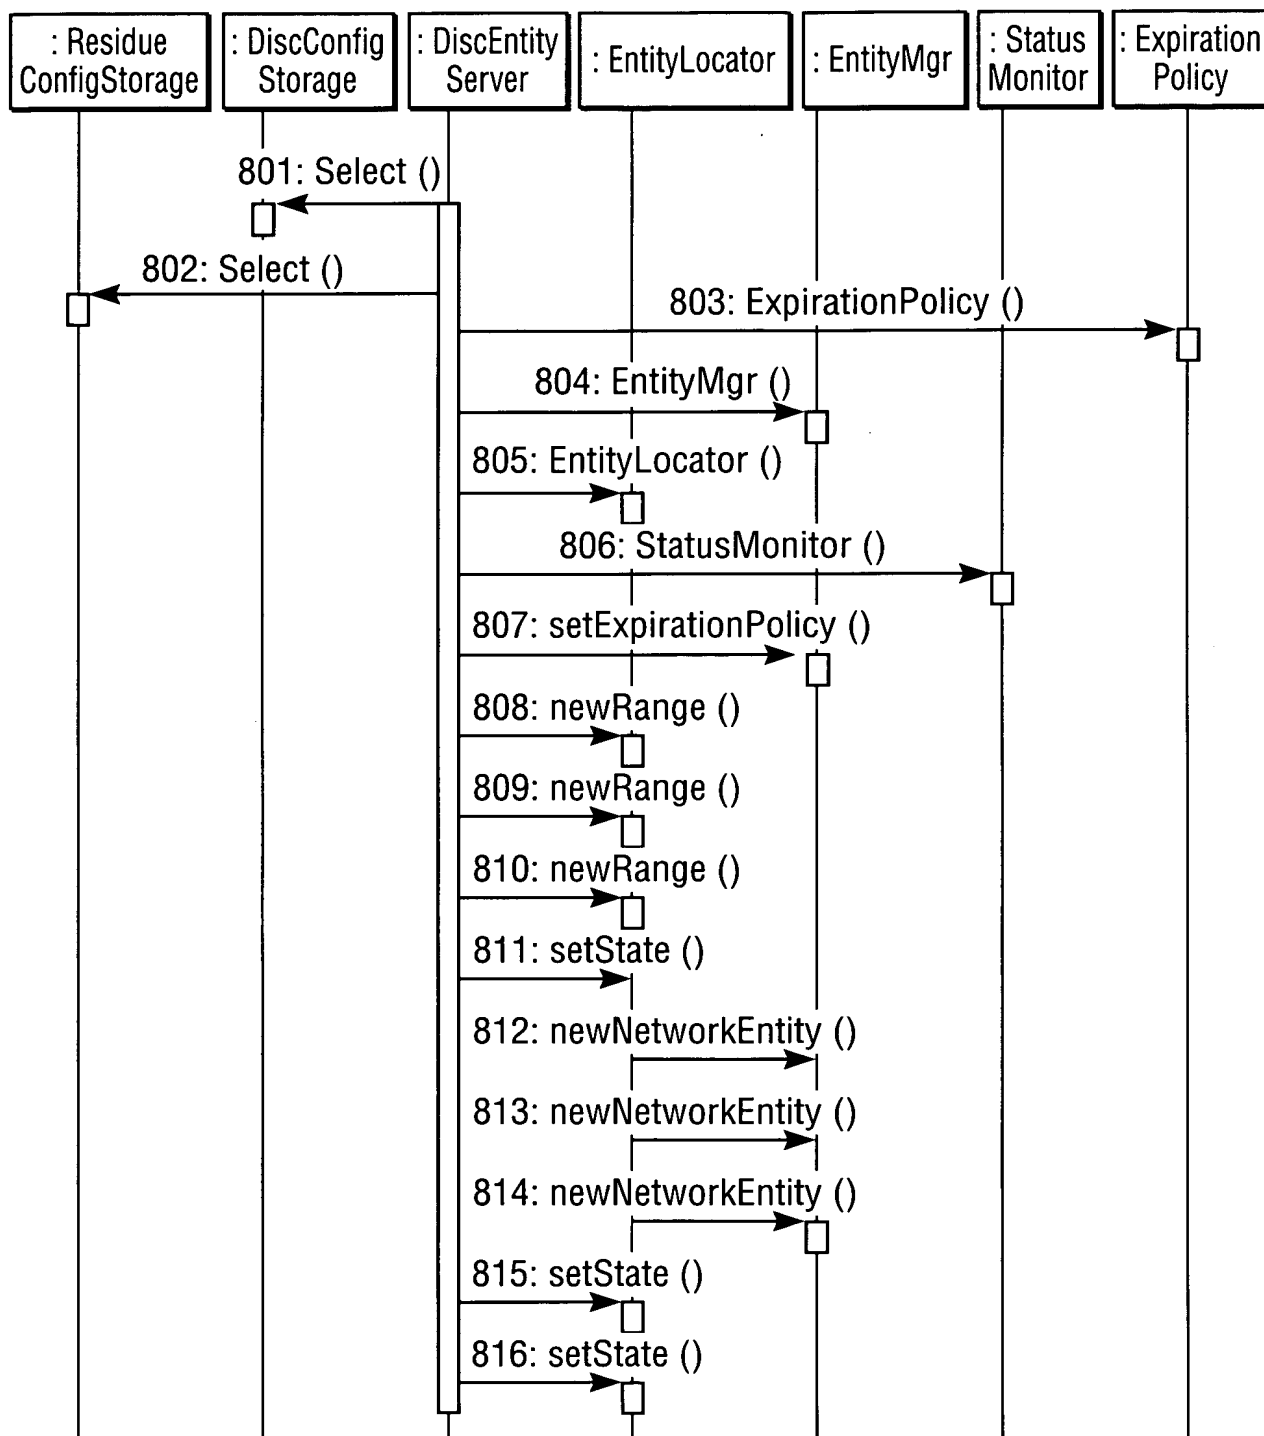 : Residue
ConfigStorage
: DiscConfig
Storage
: DiscEntity
Server
: EntityLocator
: EntityMgr
: Status
Monitor
: Expiration
Policy
801: Select ()
802: Select ()
803: ExpirationPolicy ()
804: EntityMgr ()
805: EntityLocator ()
806: StatusMonitor ()
807: setExpirationPolicy ()
808: newRange ()
809: newRange ()
810: newRange ()
811: setState ()
812: newNetworkEntity ()
813: newNetworkEntity ()
814: newNetworkEntity ()
815: setState ()
816: setState ()